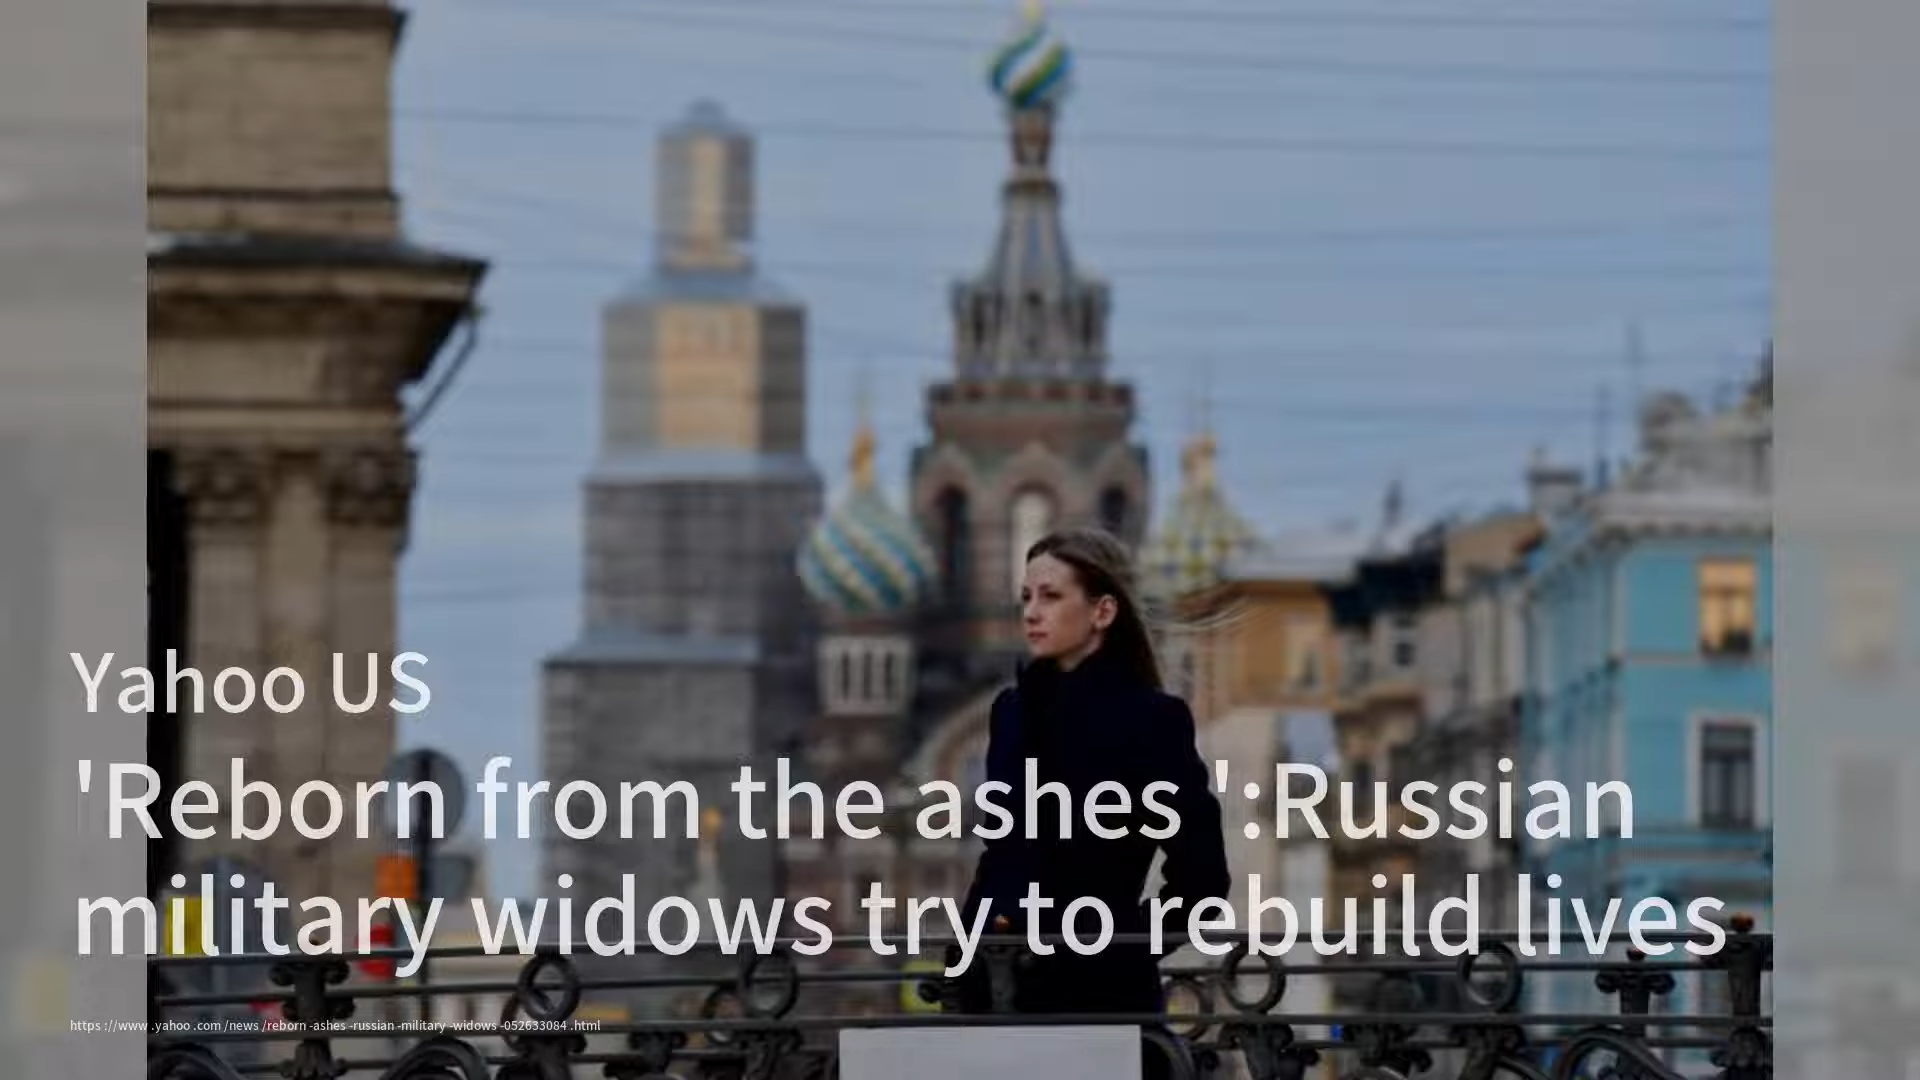 Yahoo US
'Reborn from the ashes ':Russian
military widows try to rebuild lives
https ://www .yahoo .com /news /reborn -ashes -russian -military -widows -052633084 .html